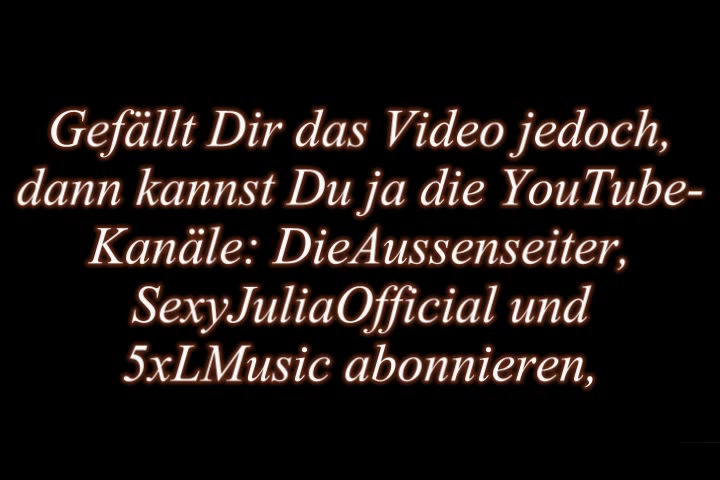 Gefällt Dir das Video jedoch,
dann kannst Du ja die YouTube-
Kanäle: DieAussenseiter,
SexyJuliaOfficial und
5xLMusic abonnieren,